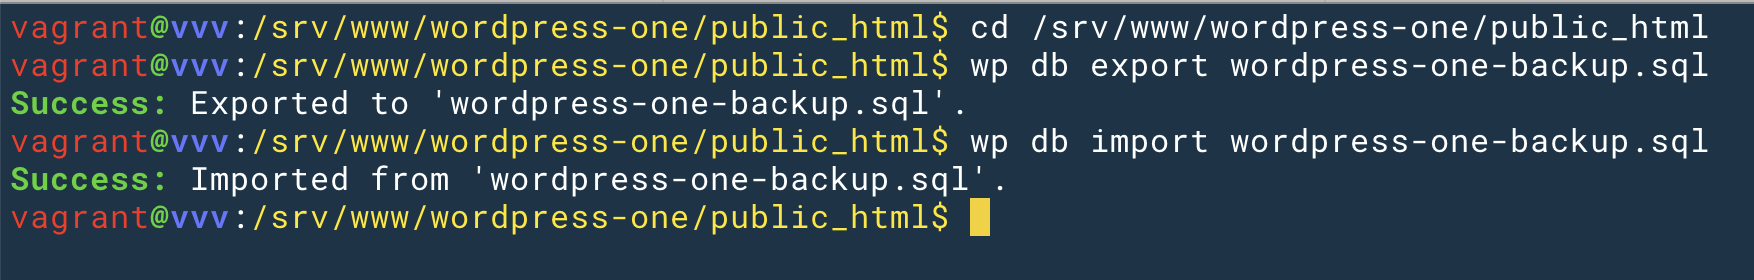 vagrant@vvv:/srv/www/wordpress-one/public_html$ cd /srv/www/wordpress-one/public_html
vagrant@vvv:/srv/www/wordpress-one/public_html$ wp db export wordpress-one-backup.sql
Success: Exported to 'wordpress-one-backup.sql'.
vagrant@vvv:/srv/www/wordpress-one/public_html$ wp db import wordpress-one-backup.sql
Success: Imported from 'wordpress-one-backup.sql'.
vagrant@vvv:/srv/www/wordpress-one/public_html$